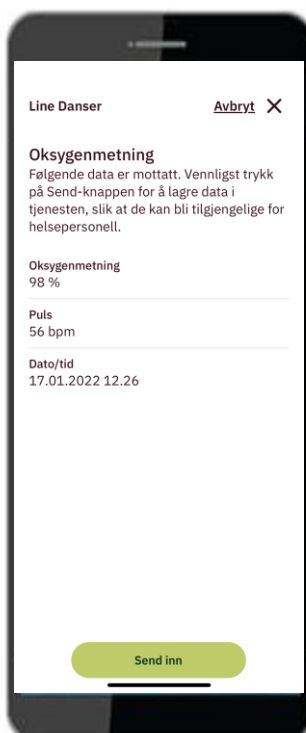 Line Danser
Avbryt
Oksygenmetning
Følgende data er mottatt. Vennligst trykk
på Send-knappen for å lagre data i
tjenesten, slik at de kan bli tilgjengelige for
helsepersonell.
Oksygenmetning
98 %
Puls
56 bpm
Dato/tid
17.01.2022 12.26
Send inn